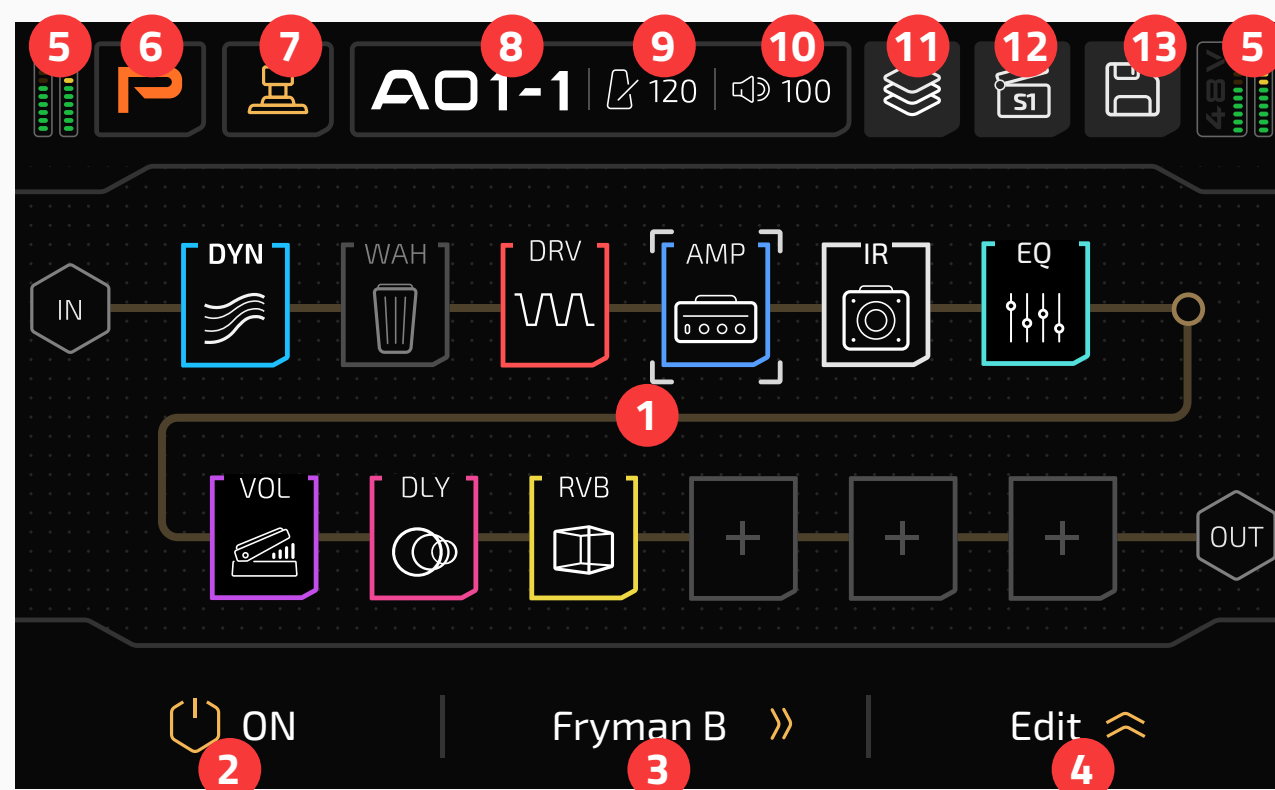 5 6 7 8 9 10 11 12 13 5
A01-1 120 100 S1 48V
DYN WAH DRV AMP IR EQ
IN
1
VOL DLY RVB + + +
OUT
ON Fryman B Edit
2 3 4